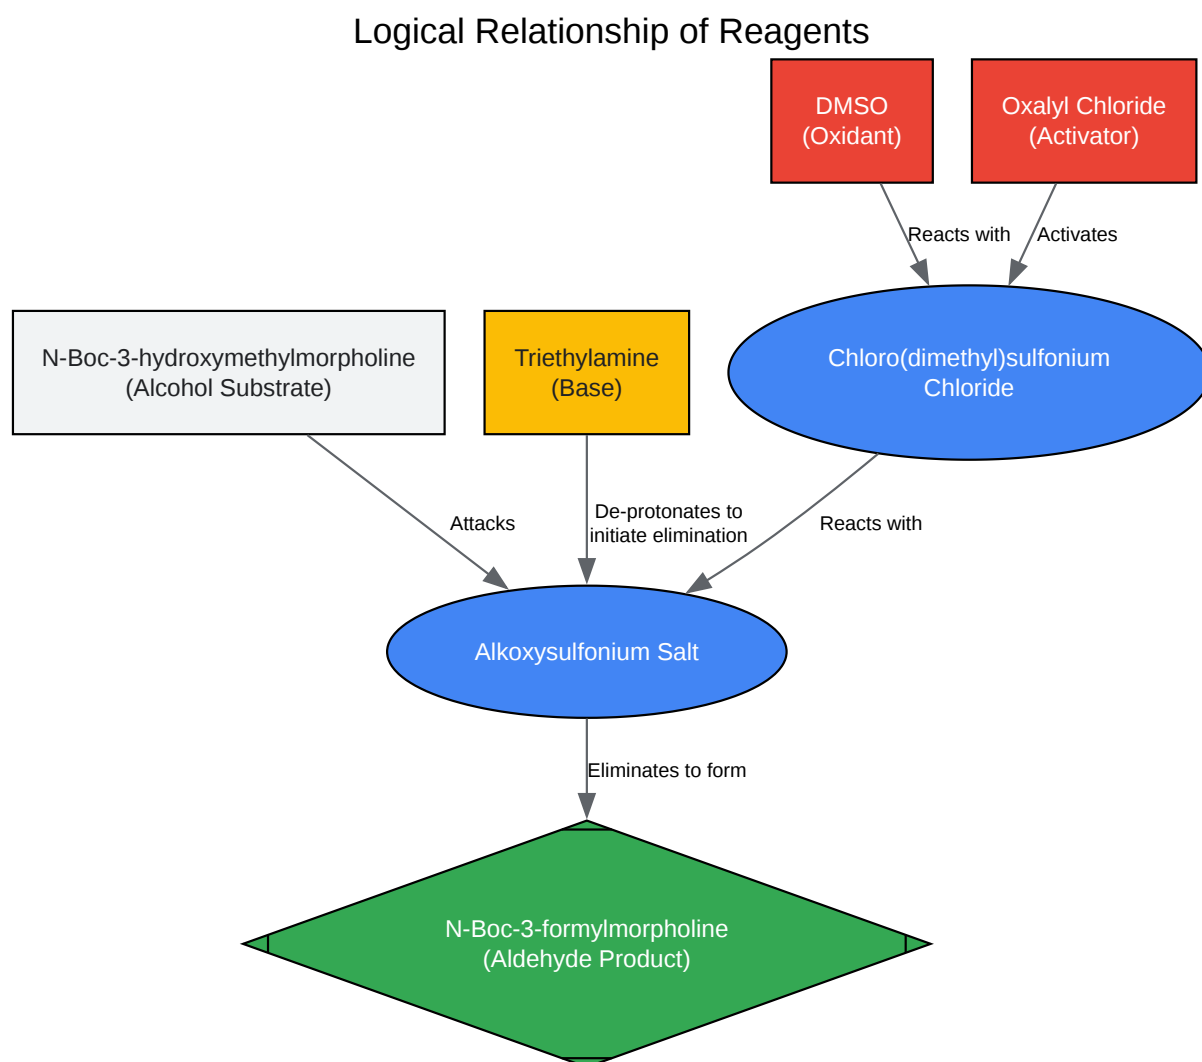 Logical Relationship of Reagents
DMSO
(Oxidant)
Oxalyl Chloride
(Activator)
Reacts with
Activates
N-Boc-3-hydroxymethylmorpholine
(Alcohol Substrate)
Triethylamine
(Base)
Chloro(dimethyl)sulfonium
Chloride
Attacks
De-protonates to
initiate elimination
Reacts with
Alkoxysulfonium Salt
Eliminates to form
N-Boc-3-formylmorpholine
(Aldehyde Product)